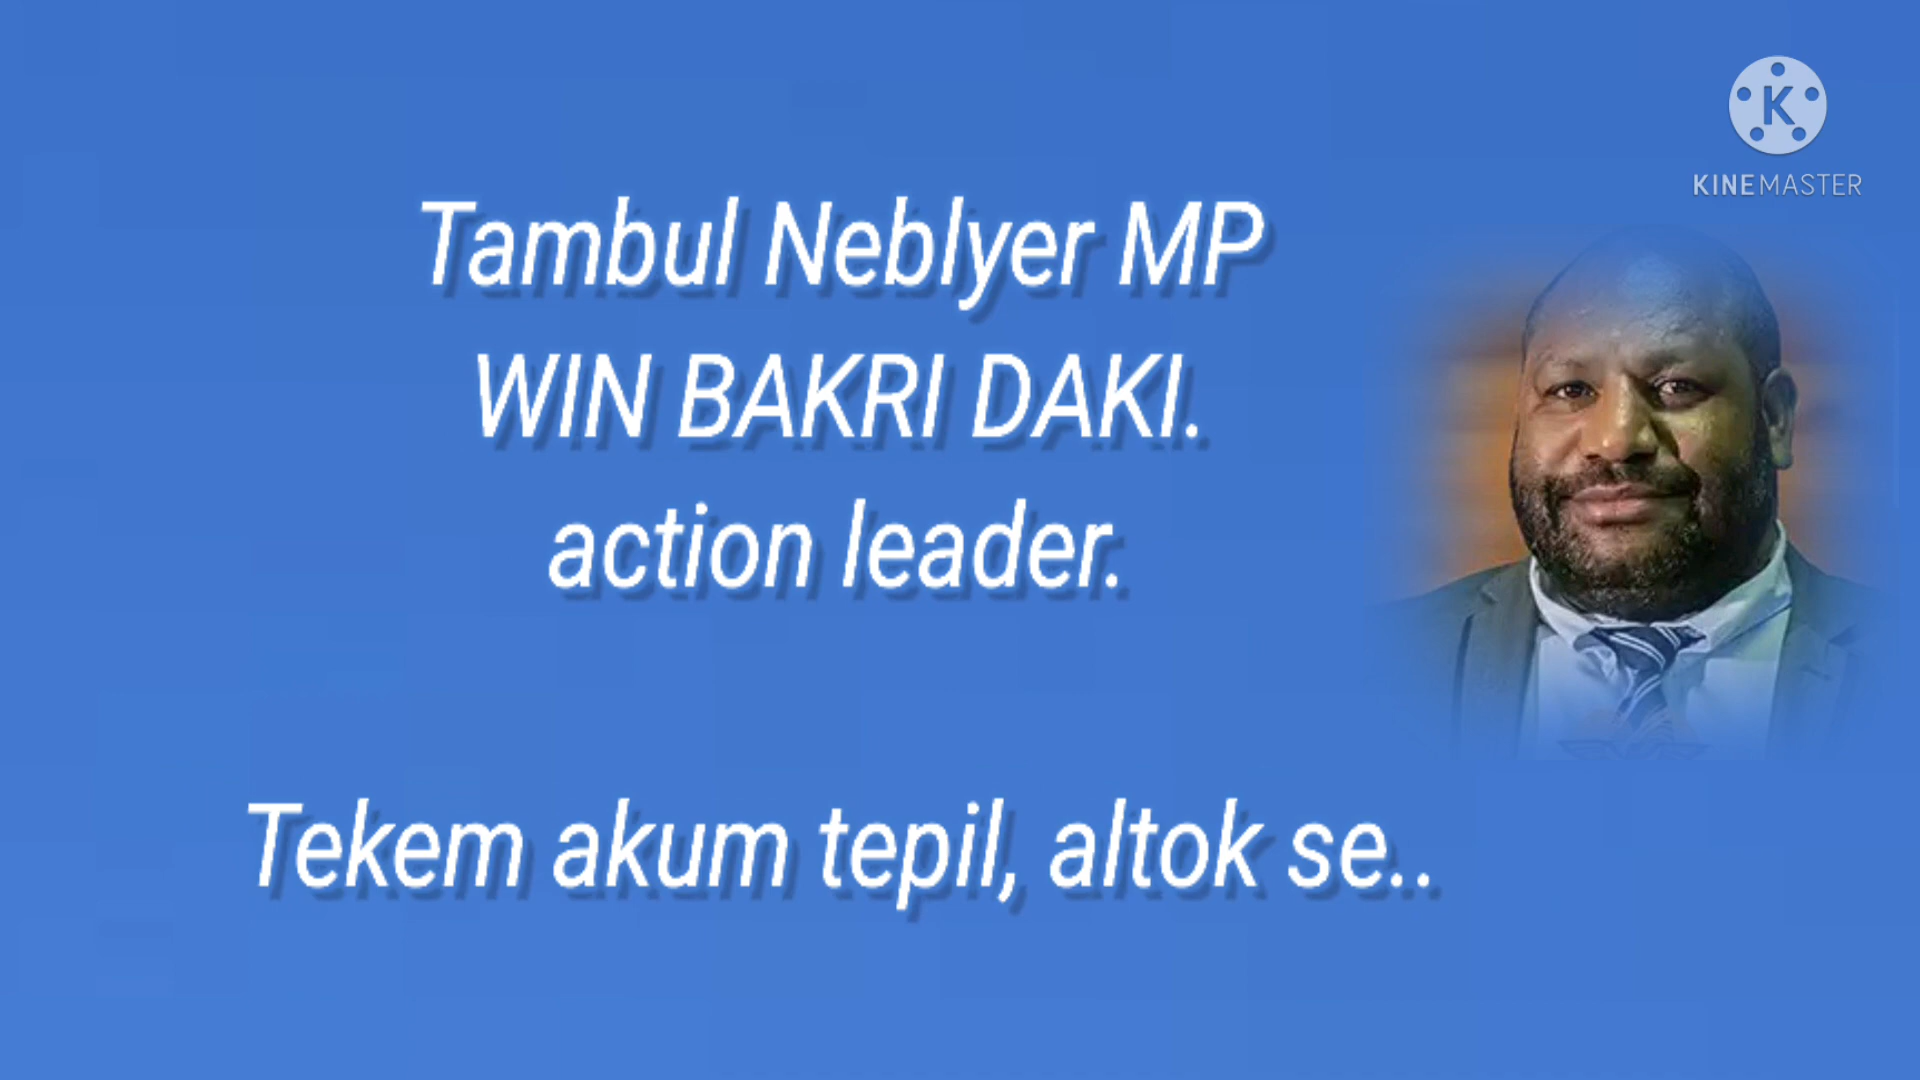 KINEMASTER
Tambul Neblyer MP
WIN BAKRI DAKI.
action leader.
Tekem akum tepil, altok se..